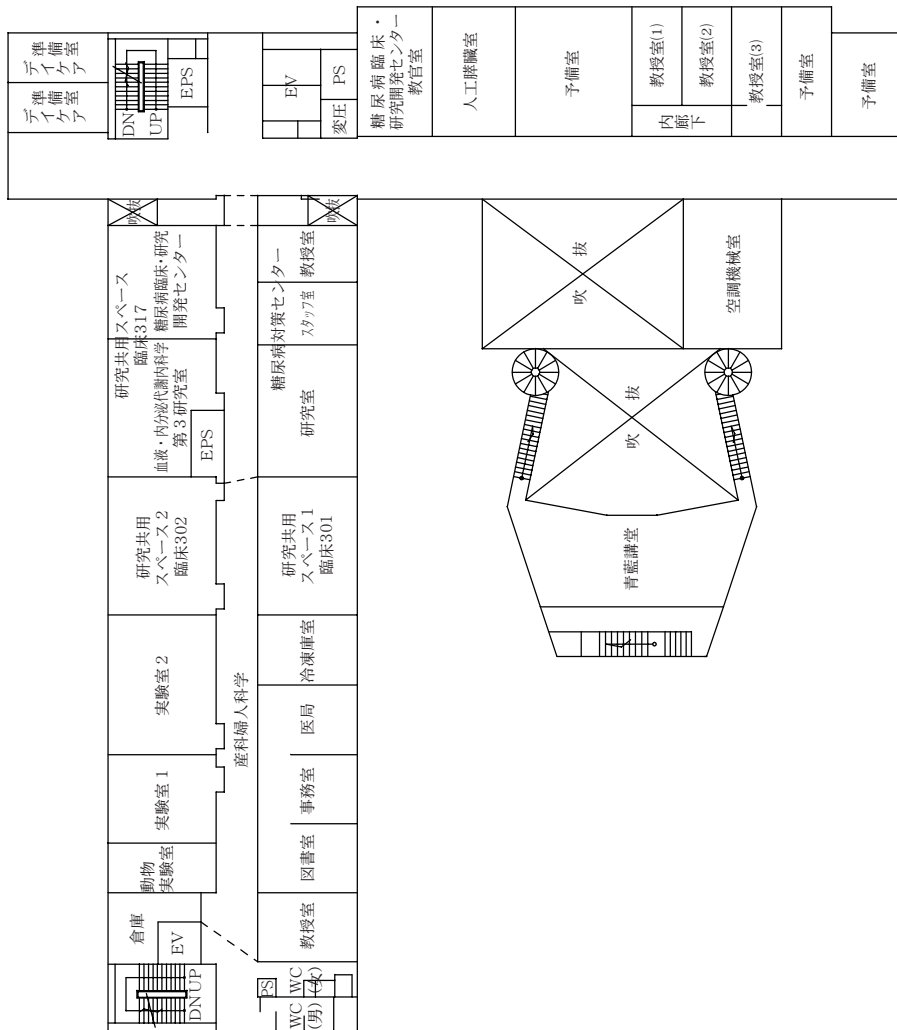 準備室
デイケア
準備室
デイケア
DN
UP
EPS
EV
PS
変圧
糖尿病臨床・
研究開発センター
教官室
人工膵臓室
予備室
教授室(1)
教授室(2)
内廊下
教授室(3)
予備室
予備室
吹抜
吹抜
研究共用スペース
臨床317
糖尿病臨床・研究
開発センター
血液・内分泌代謝内科学
第3研究室
EPS
糖尿病対策センター
教授室
スタッフ室
研究室
吹抜
空調機械室
吹抜
青藍講堂
研究共用
スペース2
臨床302
研究共用
スペース1
臨床301
実験室2
産科婦人科学
冷凍庫室
医局
実験室1
事務室
動物
実験室
図書室
倉庫
EV
教授室
DN
UP
PS
WC
(女)
WC
(男)